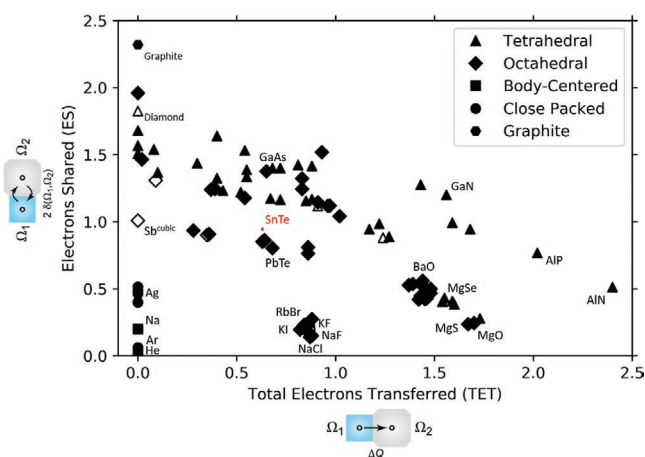 2.5
2.0
1.5
1.0
0.5
0.0
Electrons Shared (ES)
Ω₂
Ω₁
2 δ(Ω₁,Ω₂)
Tetrahedral
Octahedral
Body-Centered
Close Packed
Graphite
Graphite
Diamond
GaAs
GaN
SnTe
Sb^cubic
PbTe
AlP
BaO
MgSe
AlN
Ag
RbBr
KF
Na
KI
NaF
MgS
MgO
Ar
NaCl
He
0.0 0.5 1.0 1.5 2.0 2.5
Total Electrons Transferred (TET)
Ω₁ Ω₂
ΔQ